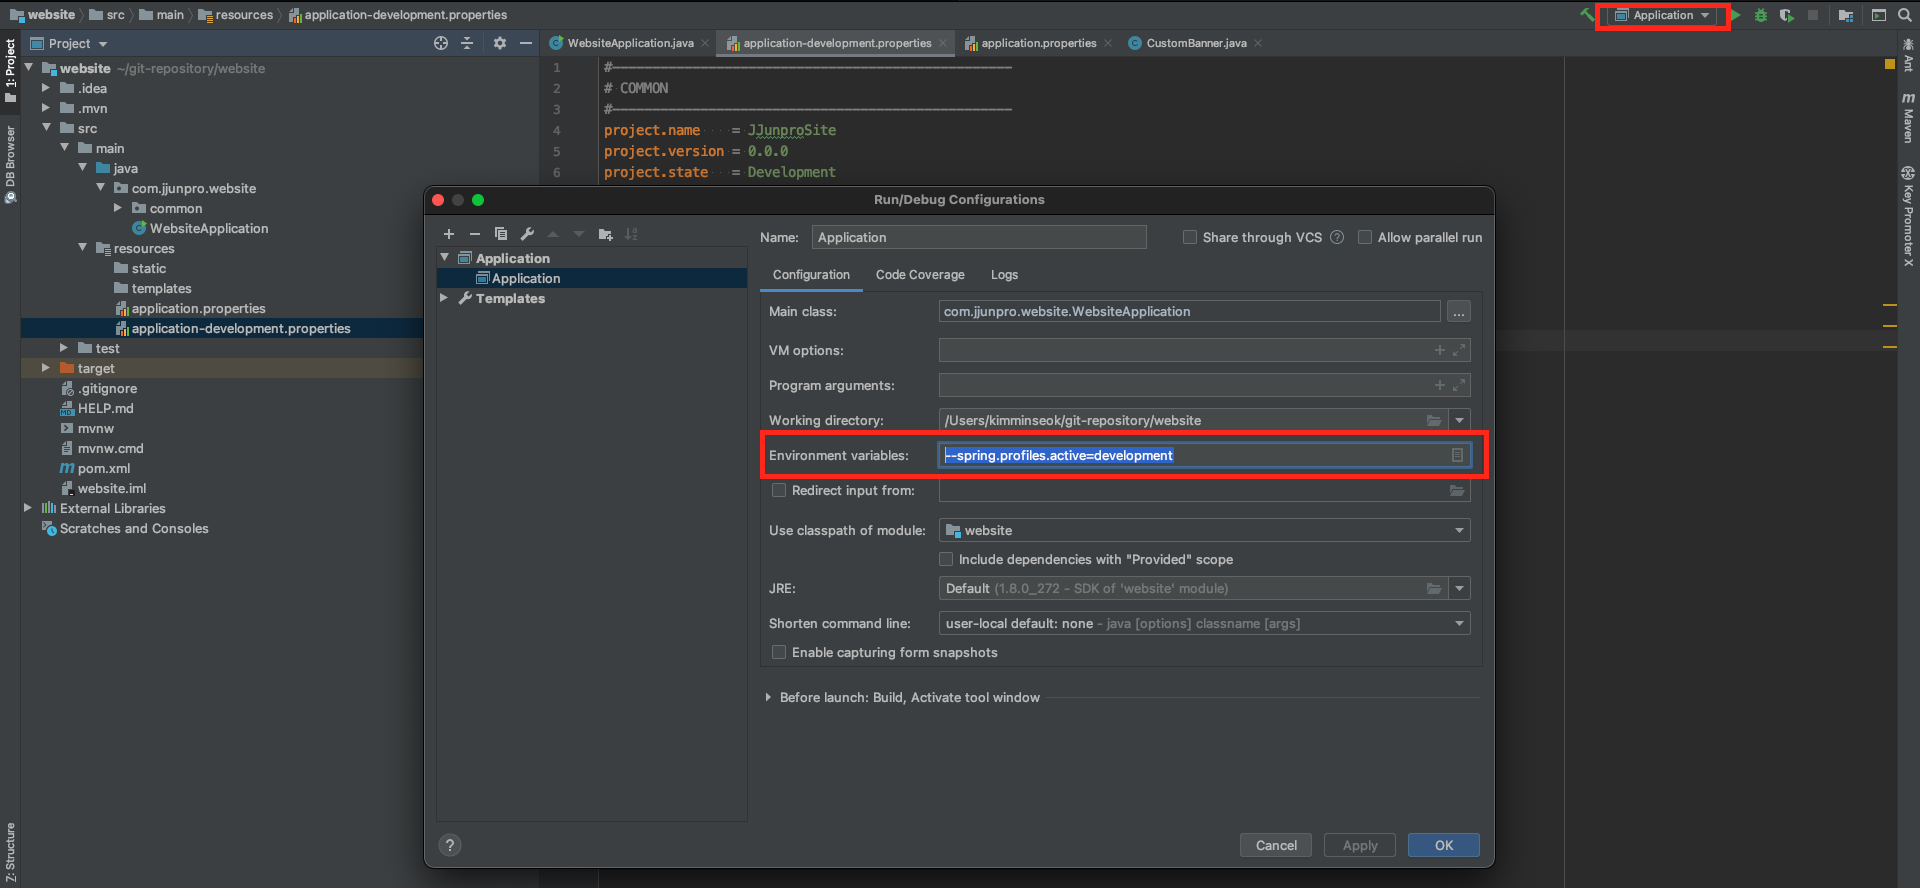 website src main resources application-development.properties
Application
Project
WebsiteApplication.java application-development.properties application.properties CustomBanner.java
1: Project
DB Browser
Z: Structure
website ~/git-repository/website
.idea
.mvn
src
main
java
com.jjunpro.website
common
WebsiteApplication
resources
static
templates
application.properties
application-development.properties
test
target
.gitignore
HELP.md
mvnw
mvnw.cmd
pom.xml
website.iml
External Libraries
Scratches and Consoles
1 #--------------------------------------------------
2 # COMMON
3 #--------------------------------------------------
4 project.name = JJunproSite
5 project.version = 0.0.0
6 project.state = Development
Ant
Maven
Key Promoter X
Run/Debug Configurations
Application
Application
Templates
Name: Application Share through VCS Allow parallel run
Configuration Code Coverage Logs
Main class: com.jjunpro.website.WebsiteApplication ...
VM options:
Program arguments:
Working directory: /Users/kimminseok/git-repository/website
Environment variables: --spring.profiles.active=development
Redirect input from:
Use classpath of module: website
Include dependencies with "Provided" scope
JRE: Default (1.8.0_272 - SDK of 'website' module)
Shorten command line: user-local default: none - java [options] classname [args]
Enable capturing form snapshots
Before launch: Build, Activate tool window
? Cancel Apply OK